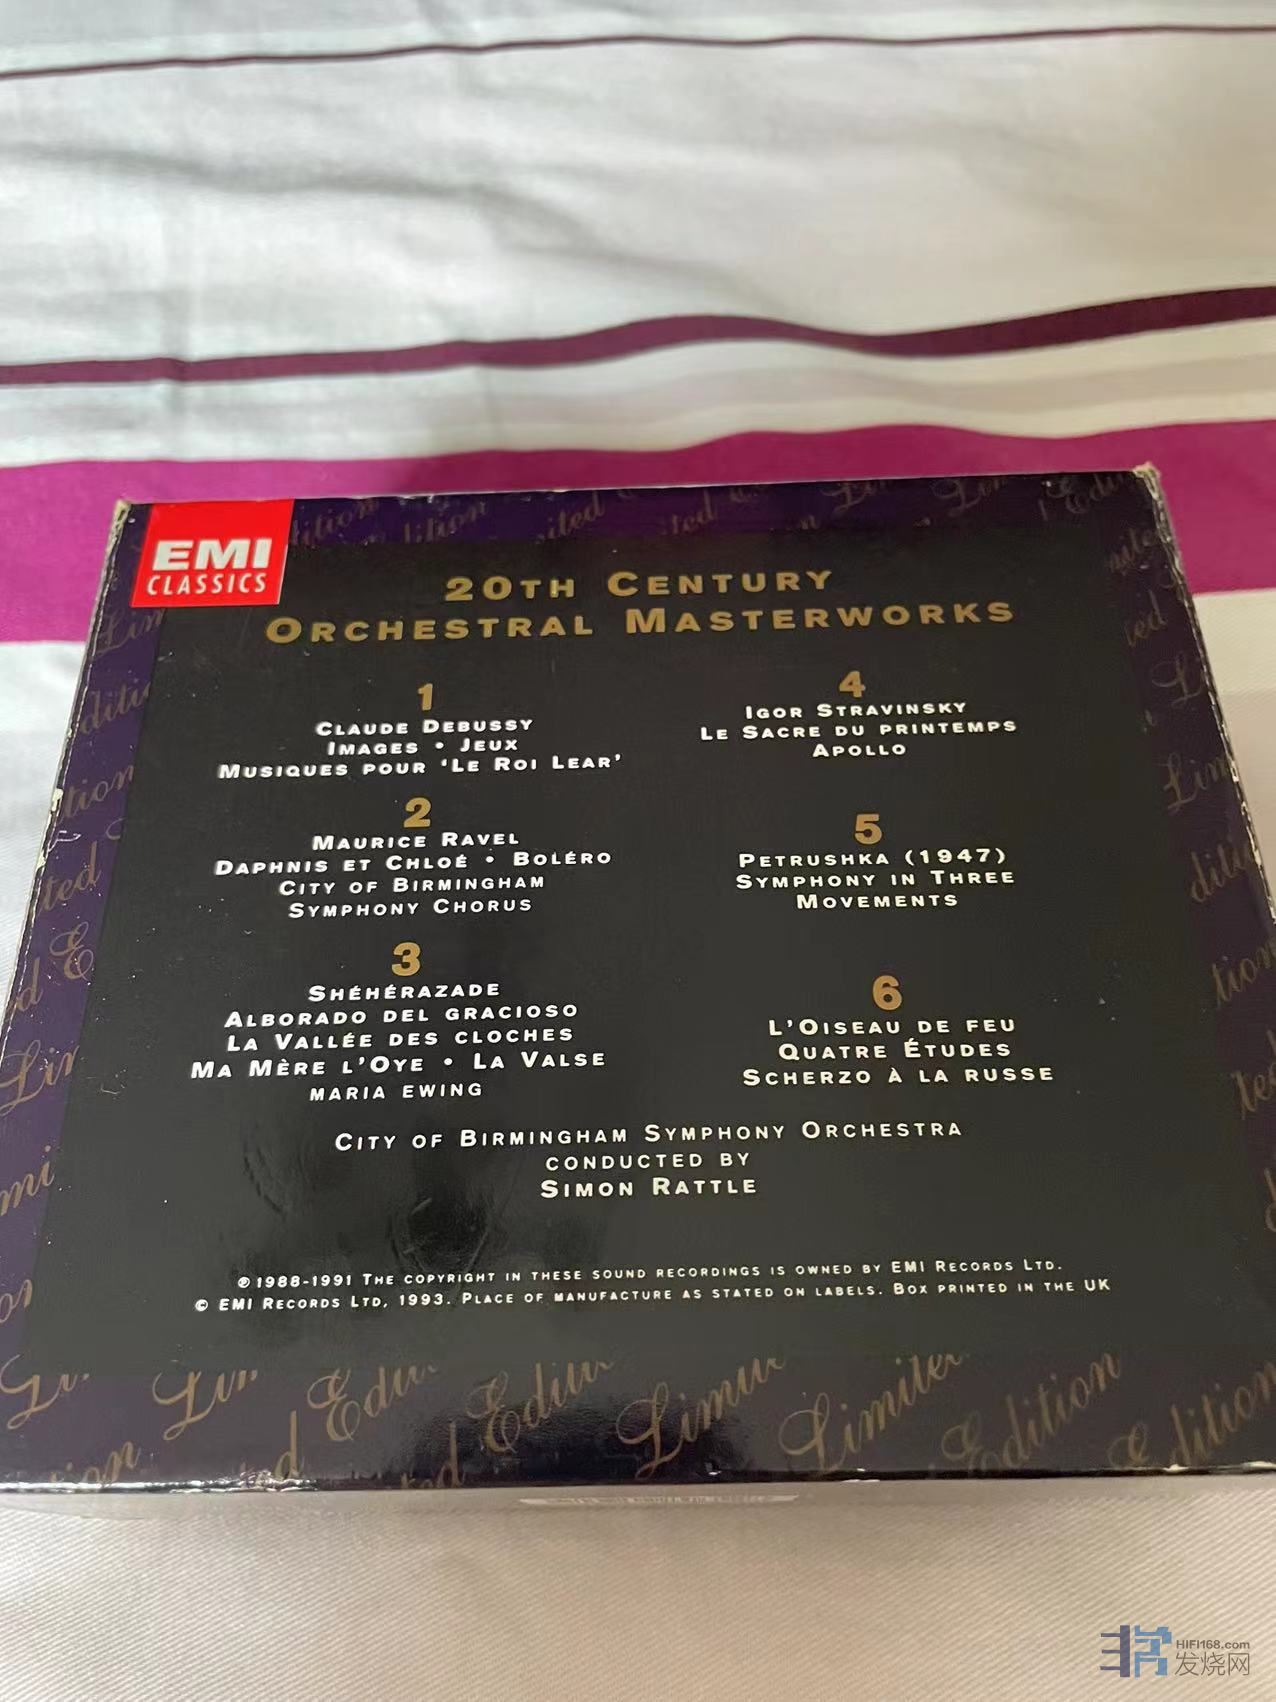 EMI
CLASSICS
20TH CENTURY
ORCHESTRAL MASTERWORKS
1
CLAUDE DEBUSSY
IMAGES • JEUX
MUSIQUES POUR ‘LE ROI LEAR’
2
MAURICE RAVEL
DAPHNIS ET CHLOÉ • BOLÉRO
CITY OF BIRMINGHAM
SYMPHONY CHORUS
3
SHÉHÉRAZADE
ALBORADO DEL GRACIOSO
LA VALLÉE DES CLOCHES
MA MÈRE L'OYE • LA VALSE
MARIA EWING
4
IGOR STRAVINSKY
LE SACRE DU PRINTEMPS
APOLLO
5
PETRUSHKA (1947)
SYMPHONY IN THREE
MOVEMENTS
6
L'OISEAU DE FEU
QUATRE ÉTUDES
SCHERZO À LA RUSSE
CITY OF BIRMINGHAM SYMPHONY ORCHESTRA
CONDUCTED BY
SIMON RATTLE
℗ 1988-1991 THE COPYRIGHT IN THESE SOUND RECORDINGS IS OWNED BY EMI RECORDS LTD.
© EMI RECORDS LTD, 1993. PLACE OF MANUFACTURE AS STATED ON LABELS. BOX PRINTED IN THE UK
Limited Edition
HIFI168.com
发烧网